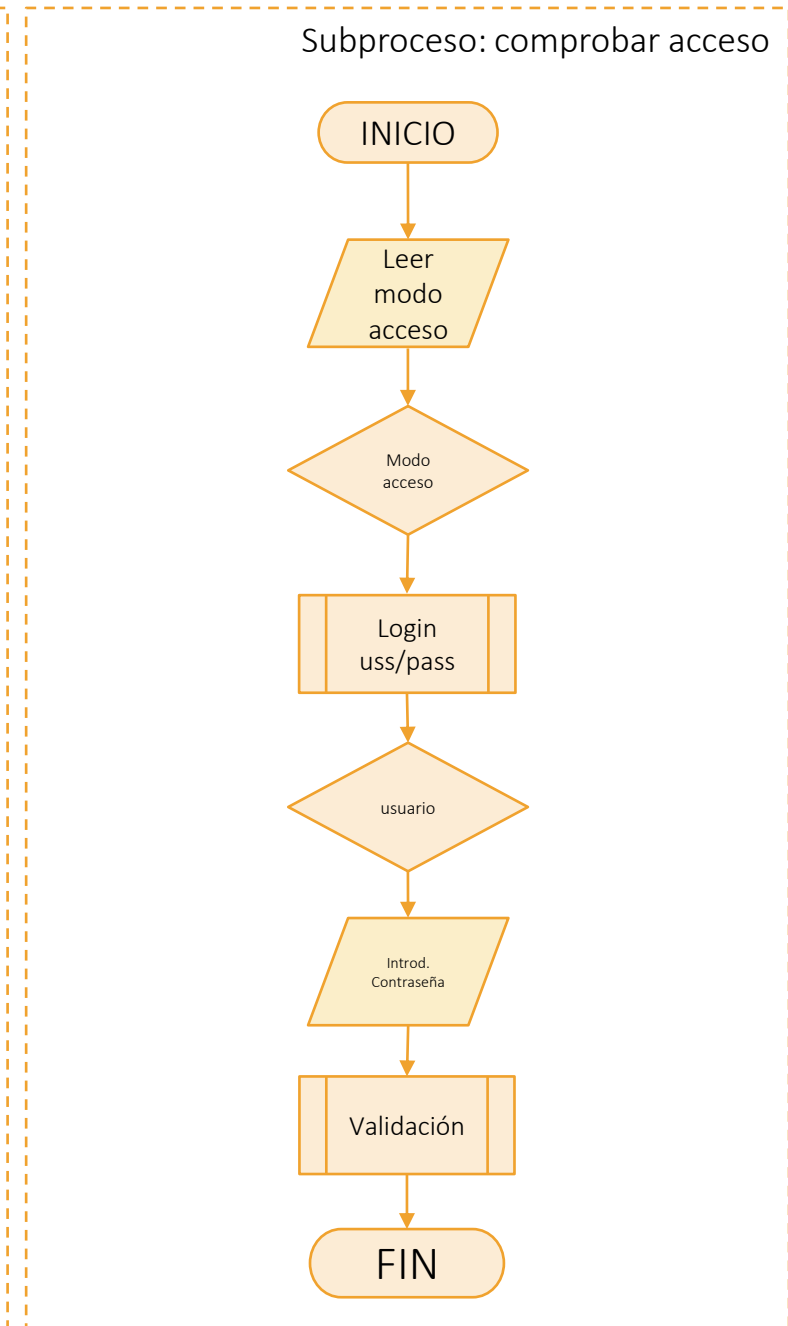 Subproceso: comprobar acceso
INICIO
Leer
modo
acceso
Modo
acceso
Login
uss/pass
usuario
Introd.
Contraseña
Validación
FIN